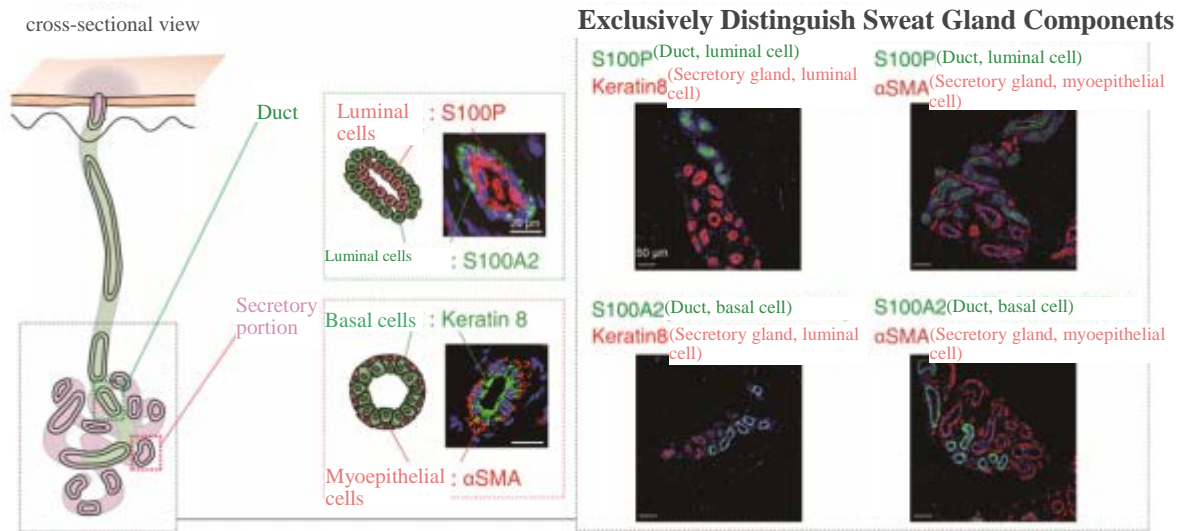 cross-sectional view
Exclusively Distinguish Sweat Gland Components
Duct
Secretory
portion
Luminal
cells
: S100P
20 μm
Luminal cells
: S100A2
Basal cells
: Keratin 8
Myoepithelial
cells
: αSMA
S100P(Duct, luminal cell)
Keratin8(Secretory gland, luminal
cell)
50 μm
S100P(Duct, luminal cell)
αSMA(Secretory gland, myoepithelial
cell)
S100A2(Duct, basal cell)
Keratin8(Secretory gland, luminal
cell)
S100A2(Duct, basal cell)
αSMA(Secretory gland, myoepithelial
cell)